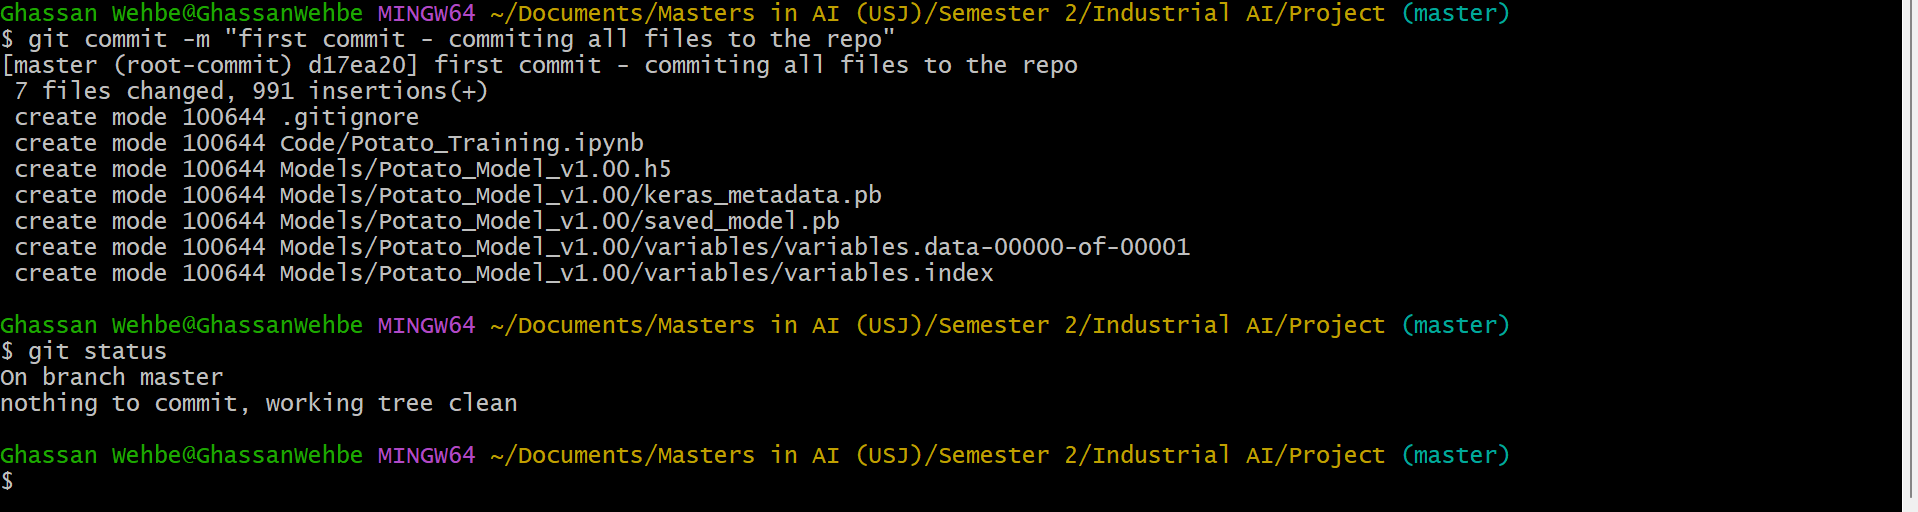 Ghassan Wehbe@GhassanWehbe MINGW64 ~/Documents/Masters in AI (USJ)/Semester 2/Industrial AI/Project (master)
$ git commit -m "first commit - commiting all files to the repo"
[master (root-commit) d17ea20] first commit - commiting all files to the repo
 7 files changed, 991 insertions(+)
 create mode 100644 .gitignore
 create mode 100644 Code/Potato_Training.ipynb
 create mode 100644 Models/Potato_Model_v1.00.h5
 create mode 100644 Models/Potato_Model_v1.00/keras_metadata.pb
 create mode 100644 Models/Potato_Model_v1.00/saved_model.pb
 create mode 100644 Models/Potato_Model_v1.00/variables/variables.data-00000-of-00001
 create mode 100644 Models/Potato_Model_v1.00/variables/variables.index
Ghassan Wehbe@GhassanWehbe MINGW64 ~/Documents/Masters in AI (USJ)/Semester 2/Industrial AI/Project (master)
$ git status
On branch master
nothing to commit, working tree clean
Ghassan Wehbe@GhassanWehbe MINGW64 ~/Documents/Masters in AI (USJ)/Semester 2/Industrial AI/Project (master)
$